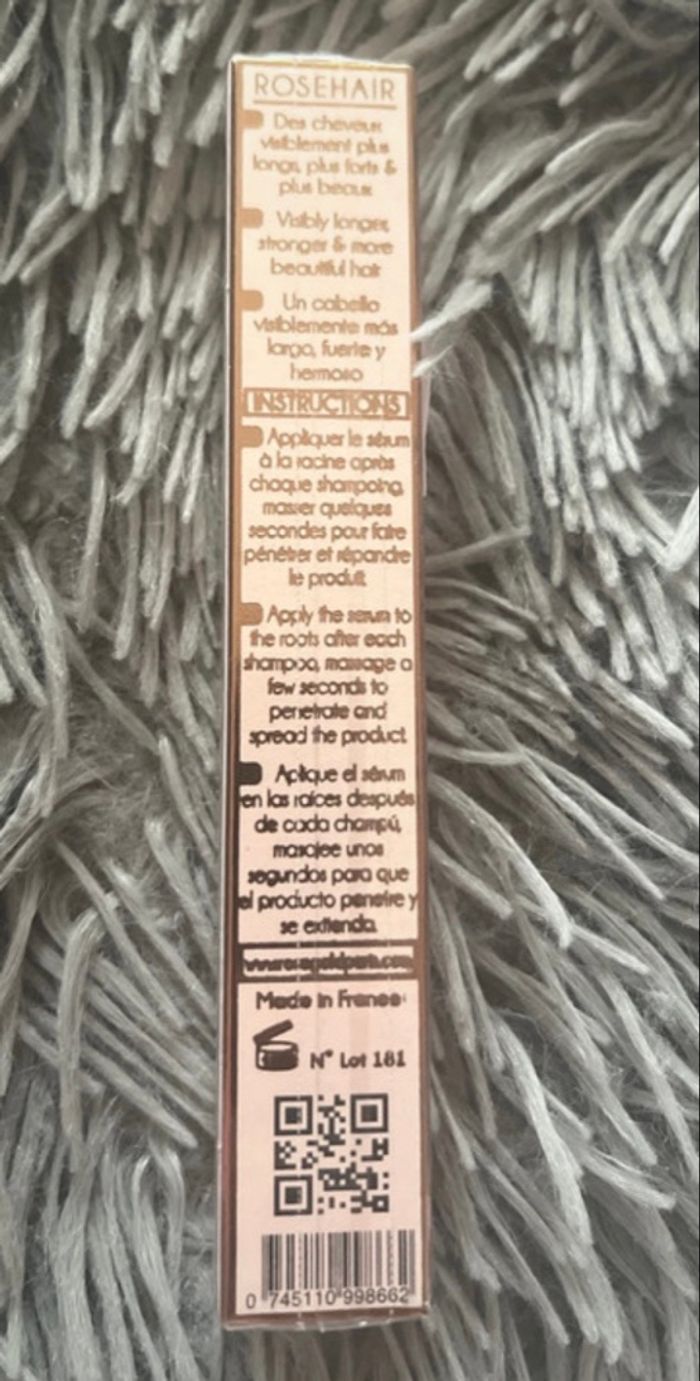 ROSEHAIR
Des cheveux
visiblement plus
longs, plus forts &
plus beaux
Visibly longer,
stronger & more
beautiful hair
Un cabello
visiblemente más
largo, fuerte y
hermoso
INSTRUCTIONS
Appliquer le sérum
à la racine après
chaque shampoing,
masser quelques
secondes pour faire
pénétrer et répandre
le produit.
Apply the serum to
the roots after each
shampoo, massage a
few seconds to
penetrate and
spread the product.
Aplique el sérum
en las raíces después
de cada champú,
masajee unos
segundos para que
el producto penetre y
se extienda.
Made in France
N° Lot 181
0 745110 998662